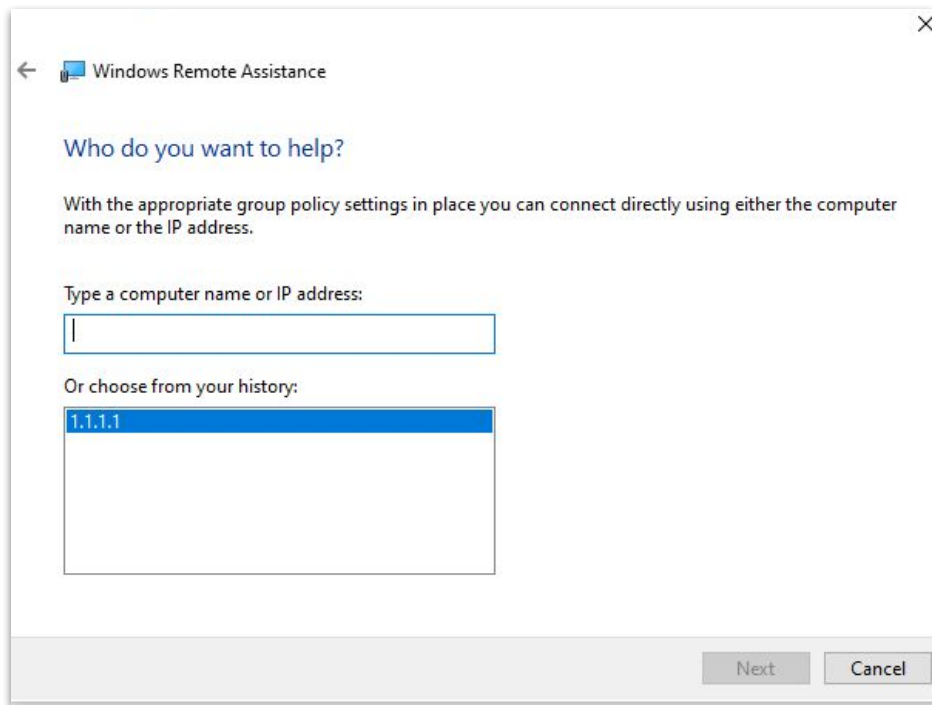 Windows Remote Assistance
Who do you want to help?
With the appropriate group policy settings in place you can connect directly using either the computer
name or the IP address.
Type a computer name or IP address:
Or choose from your history:
1.1.1.1
Next
Cancel